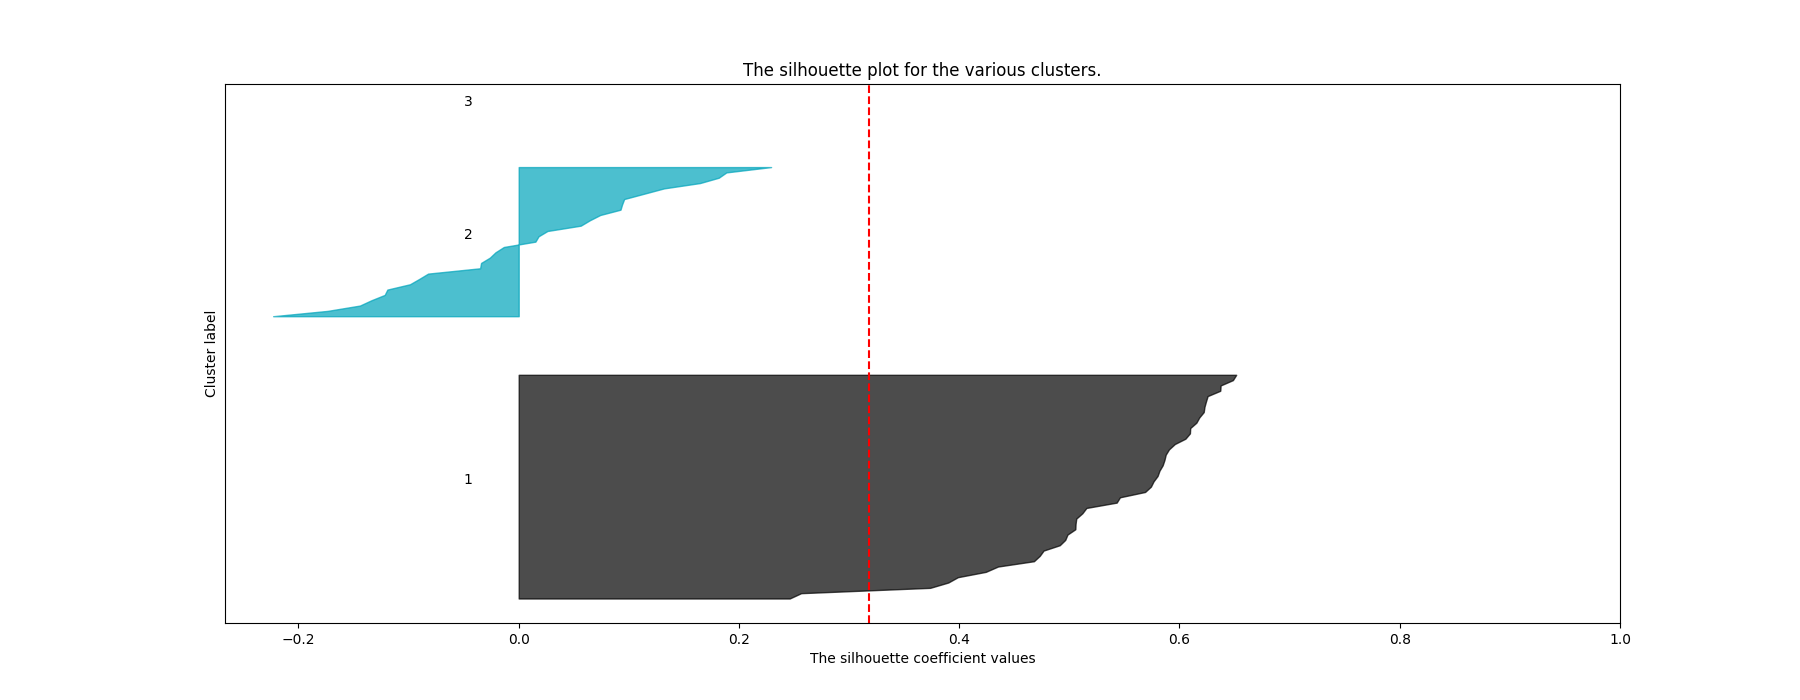 The silhouette plot for the various clusters.
3
2
1
Cluster label
−0.2 0.0 0.2 0.4 0.6 0.8 1.0
The silhouette coefficient values